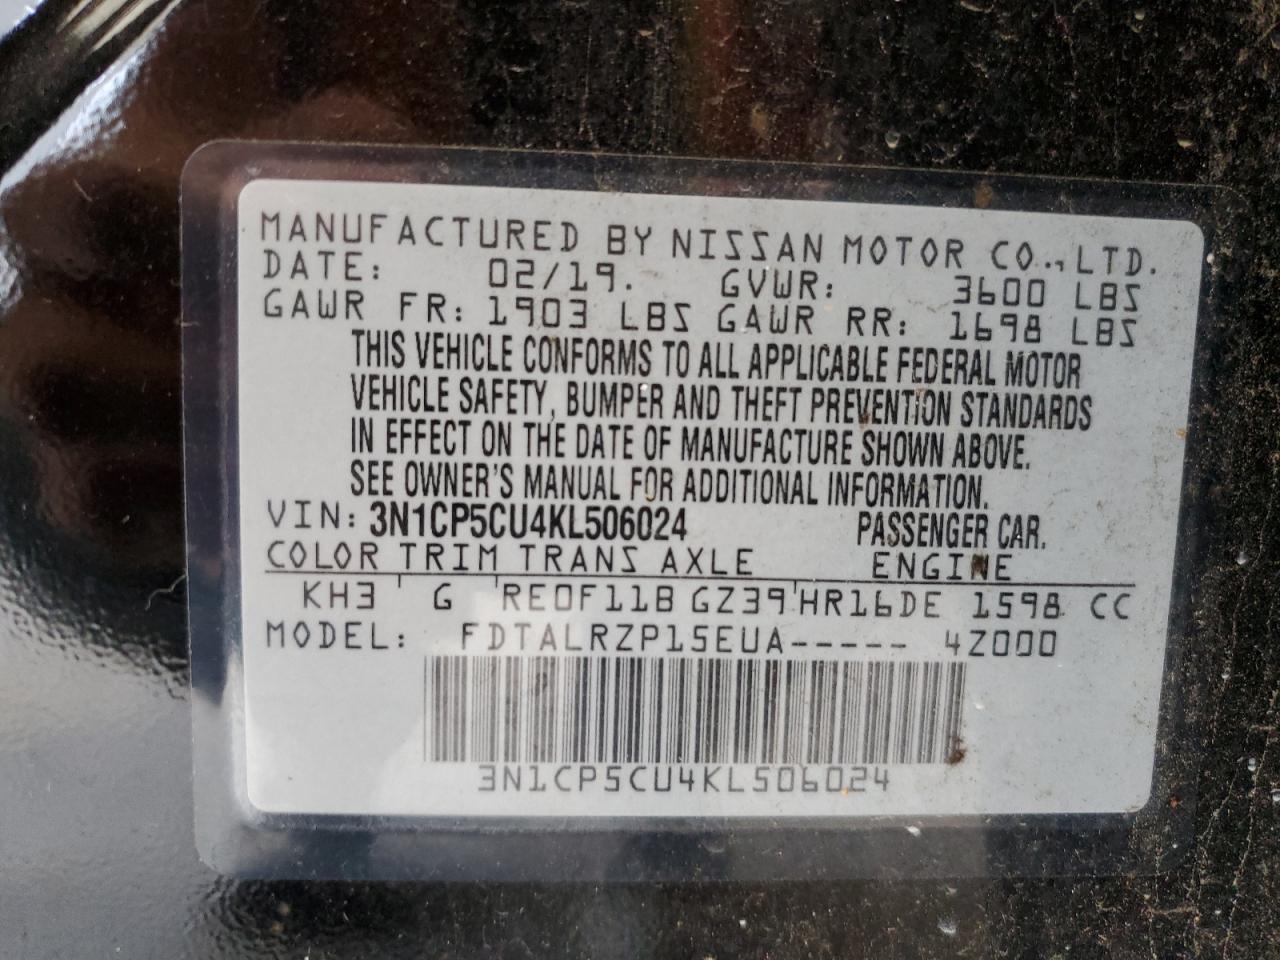 MANUFACTURED BY NISSAN MOTOR CO., LTD.
DATE: 02/19. GVWR: 3600 LBS
GAWR FR: 1903 LBS GAWR RR: 1698 LBS
THIS VEHICLE CONFORMS TO ALL APPLICABLE FEDERAL MOTOR
VEHICLE SAFETY, BUMPER AND THEFT PREVENTION STANDARDS
IN EFFECT ON THE DATE OF MANUFACTURE SHOWN ABOVE.
SEE OWNER'S MANUAL FOR ADDITIONAL INFORMATION.
VIN: 3N1CP5CU4KL506024 PASSENGER CAR.
COLOR TRIM TRANS AXLE ENGINE
KH3 G RE0F11B GZ39 HR16DE 1598 CC
MODEL: FDTALRZP15EUA----- 4Z000
3N1CP5CU4KL506024